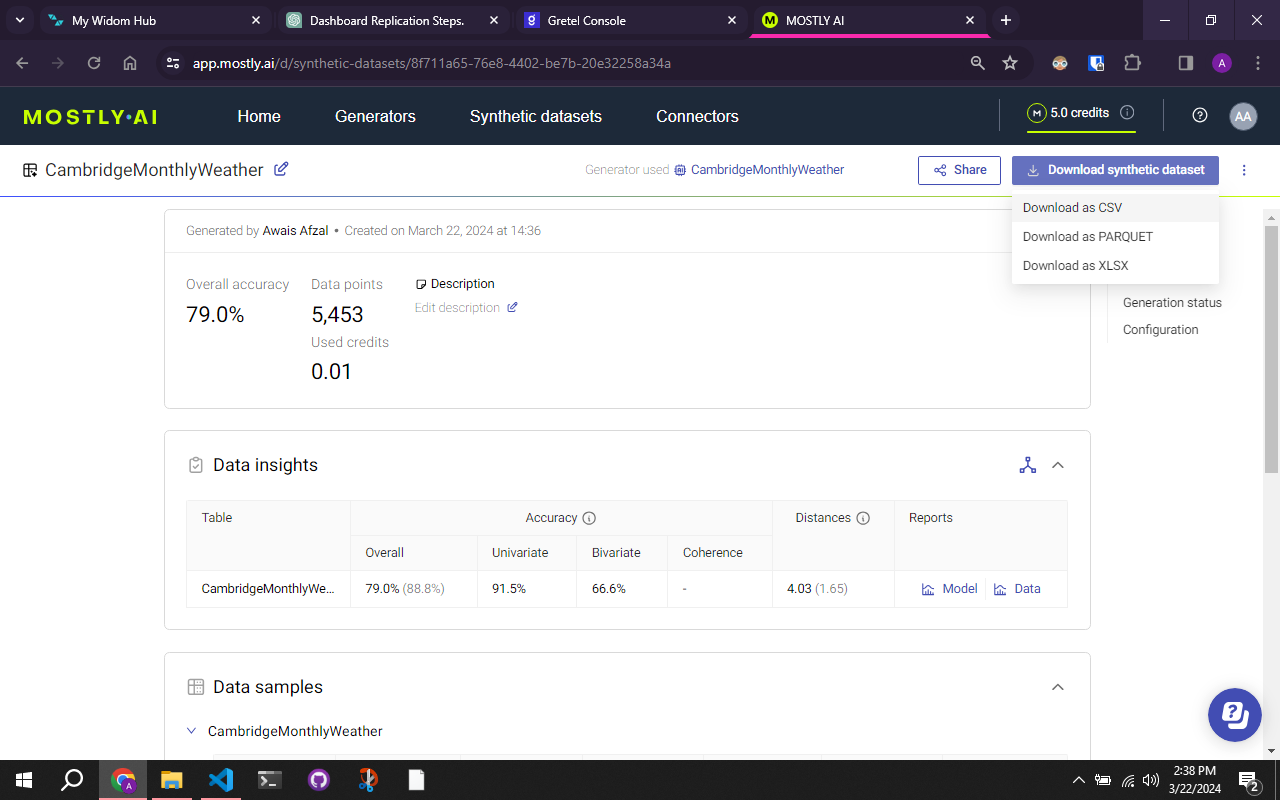 My Widom Hub
Dashboard Replication Steps.
Gretel Console
MOSTLY AI
app.mostly.ai/d/synthetic-datasets/8f711a65-76e8-4402-be7b-20e32258a34a
A
MOSTLY·AI
Home
Generators
Synthetic datasets
Connectors
M 5.0 credits
AA
CambridgeMonthlyWeather
Generator used CambridgeMonthlyWeather
Share
Download synthetic dataset
Download as CSV
Download as PARQUET
Download as XLSX
Generated by Awais Afzal • Created on March 22, 2024 at 14:36
Overall accuracy
79.0%
Data points
5,453
Used credits
0.01
Description
Edit description
Generation status
Configuration
Data insights
Table
Accuracy
Distances
Reports
Overall
Univariate
Bivariate
Coherence
CambridgeMonthlyWe...
79.0% (88.8%)
91.5%
66.6%
-
4.03 (1.65)
Model
Data
Data samples
CambridgeMonthlyWeather
2:38 PM
3/22/2024
2